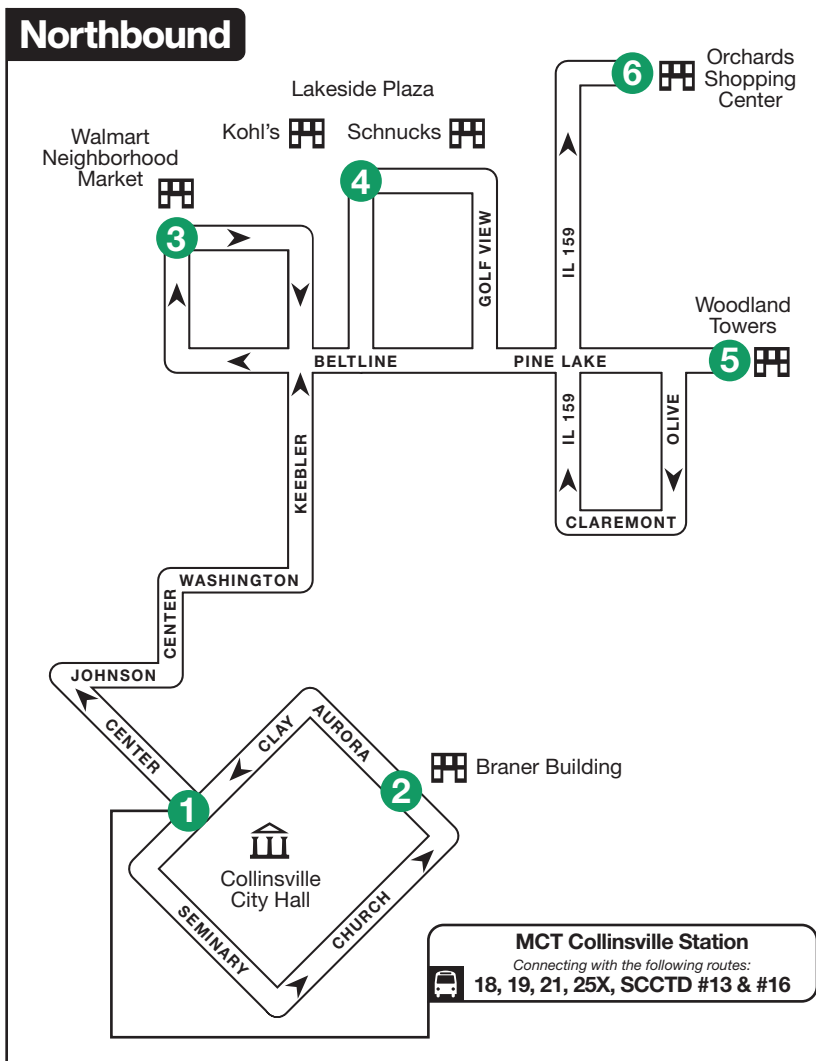 Northbound
Lakeside Plaza
Kohl's
Schnucks
Walmart
Neighborhood
Market
Orchards
Shopping
Center
6
4
3
GOLF VIEW
IL 159
Woodland
Towers
BELTLINE
PINE LAKE
5
KEEBLER
IL 159
OLIVE
CLAREMONT
WASHINGTON
CENTER
JOHNSON
CENTER
CLAY
AURORA
1
2
Braner Building
Collinsville
City Hall
SEMINARY
CHURCH
MCT Collinsville Station
Connecting with the following routes:
18, 19, 21, 25X, SCCTD #13 & #16